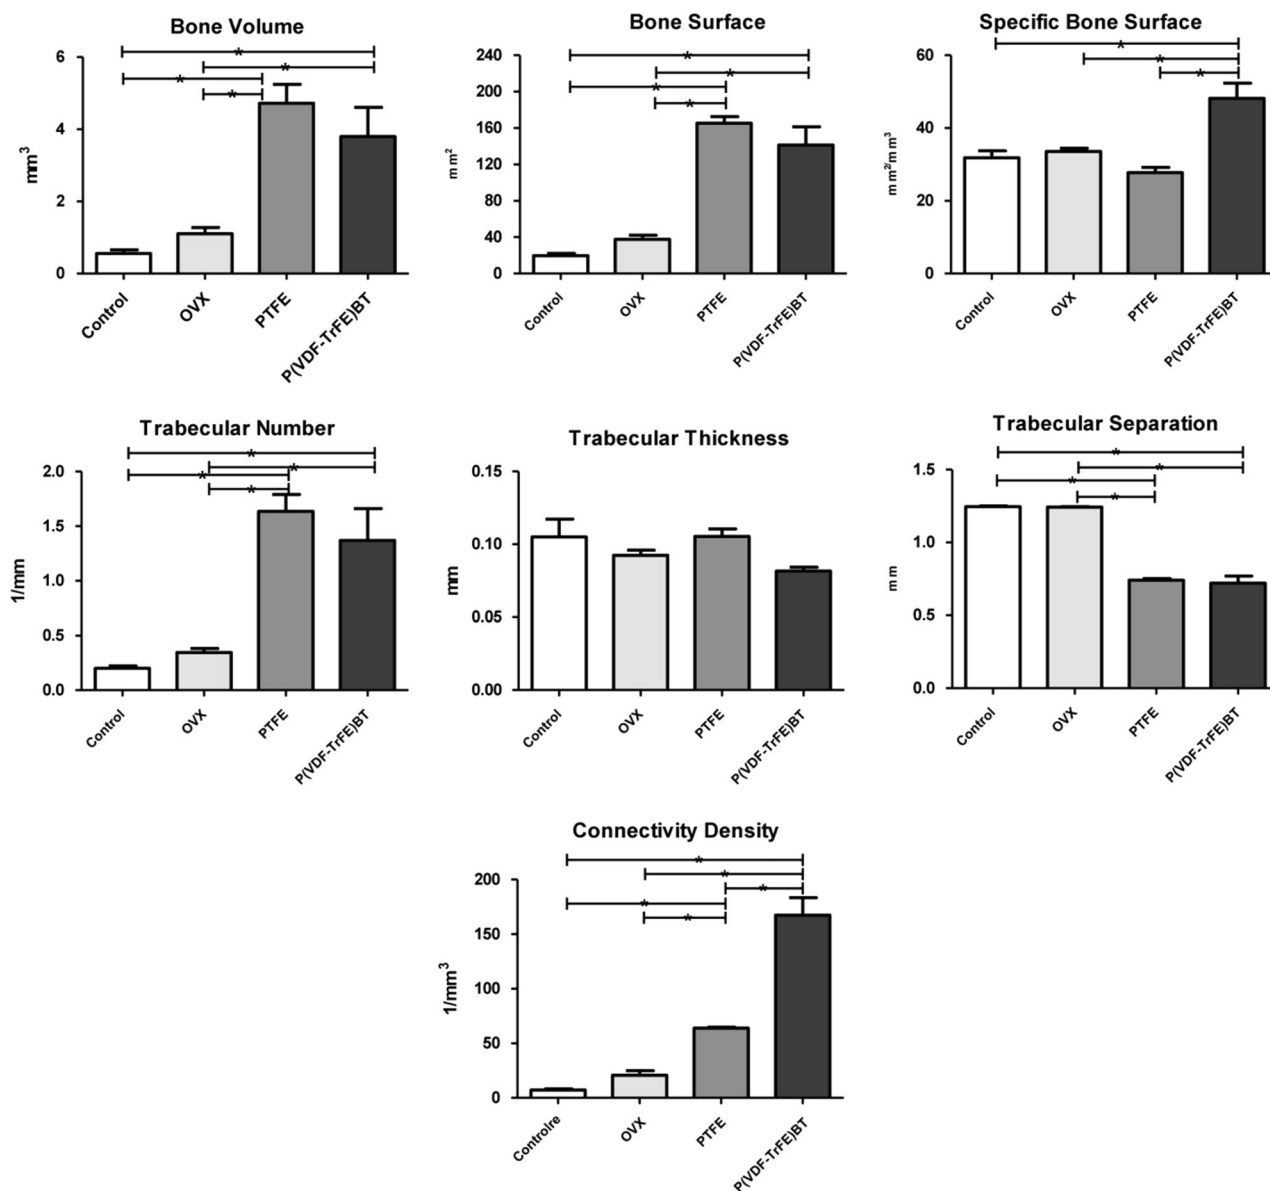 Bone Volume
Bone Surface
Specific Bone Surface
mm³
6
4
2
0
* * * *
Control
OVX
PTFE
P(VDF-TrFE)BT
mm²
240
200
160
120
80
40
0
* * * *
Control
OVX
PTFE
P(VDF-TrFE)BT
mm²/mm³
60
40
20
0
* * *
Control
OVX
PTFE
P(VDF-TrFE)BT
Trabecular Number
Trabecular Thickness
Trabecular Separation
1/mm
2.0
1.5
1.0
0.5
0.0
* * * *
Control
OVX
PTFE
P(VDF-TrFE)BT
mm
0.15
0.10
0.05
0.00
Control
OVX
PTFE
P(VDF-TrFE)BT
mm
1.5
1.0
0.5
0.0
* * * *
Control
OVX
PTFE
P(VDF-TrFE)BT
Connectivity Density
1/mm³
200
150
100
50
0
* * * * *
Controlre
OVX
PTFE
P(VDF-TrFE)BT